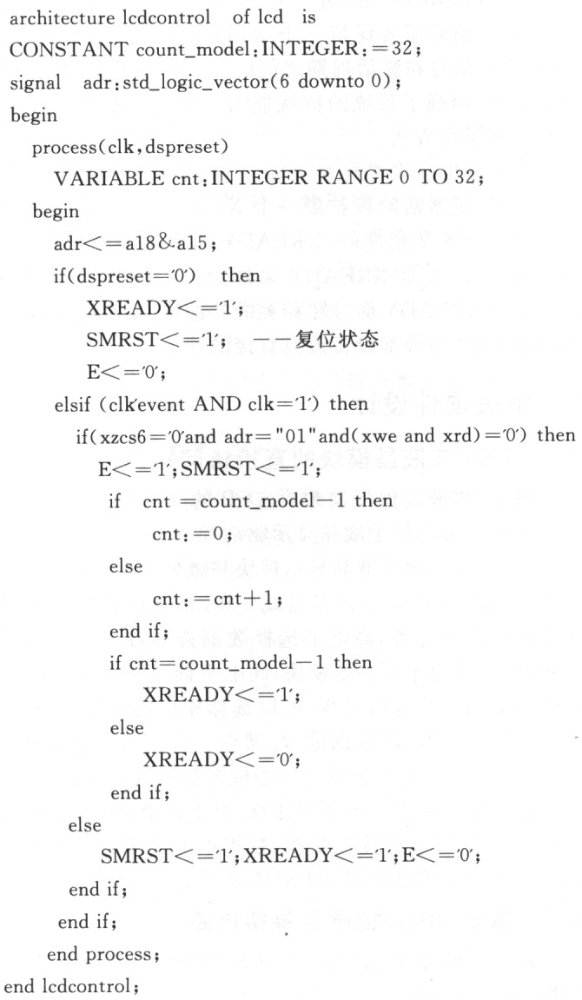 architecture lcdcontrol of lcd is
CONSTANT count_model:INTEGER:=32;
signal adr:std_logic_vector(6 downto 0);
begin
process(clk,dspreset)
VARIABLE cnt:INTEGER RANGE 0 TO 32;
begin
adr<=a18&a15;
if(dspreset='0') then
XREADY<='1';
SMRST<='1'; --复位状态
E<='0';
elsif (clk'event AND clk='1') then
if(xzcs6='0'and adr="01"and(xwe and xrd)='0') then
E<='1';SMRST<='1';
if cnt =count_model-1 then
cnt:=0;
else
cnt:=cnt+1;
end if;
if cnt=count_model-1 then
XREADY<='1';
else
XREADY<='0';
end if;
else
SMRST<='1';XREADY<='1';E<='0';
end if;
end if;
end process;
end lcdcontrol;